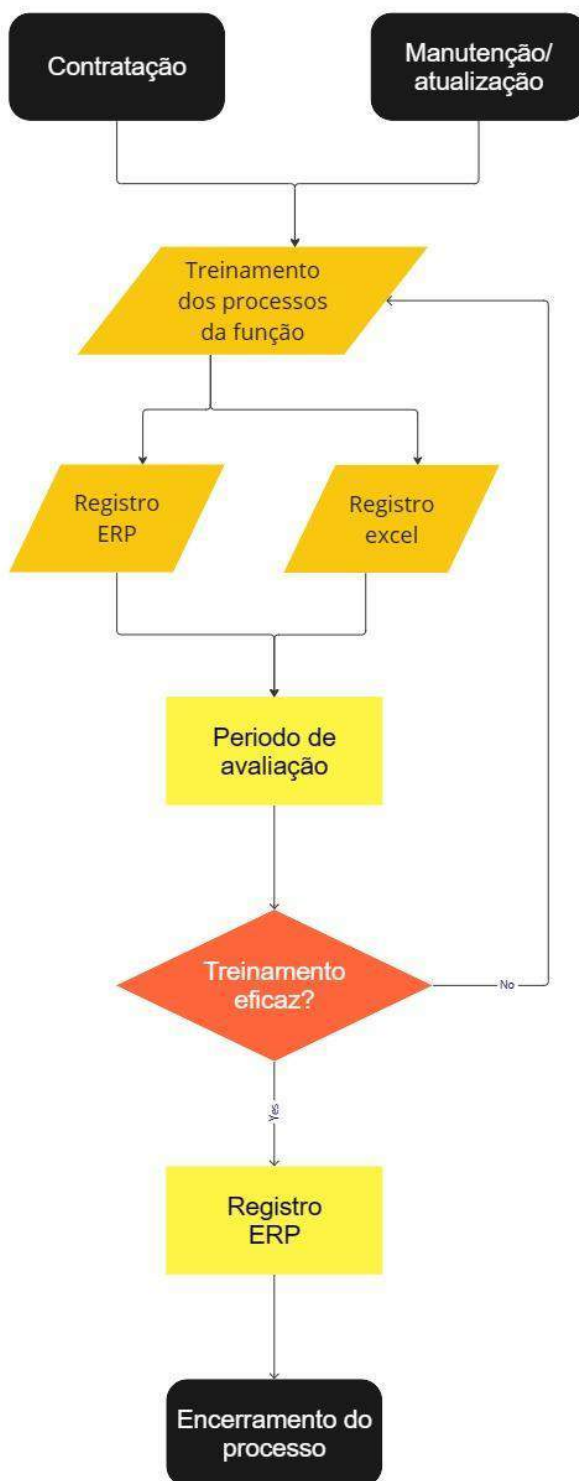 Contratação
Manutenção/
atualização
Treinamento
dos processos
da função
Registro
ERP
Registro
excel
Periodo de
avaliação
Treinamento
eficaz?
No
Yes
Registro
ERP
Encerramento do
processo